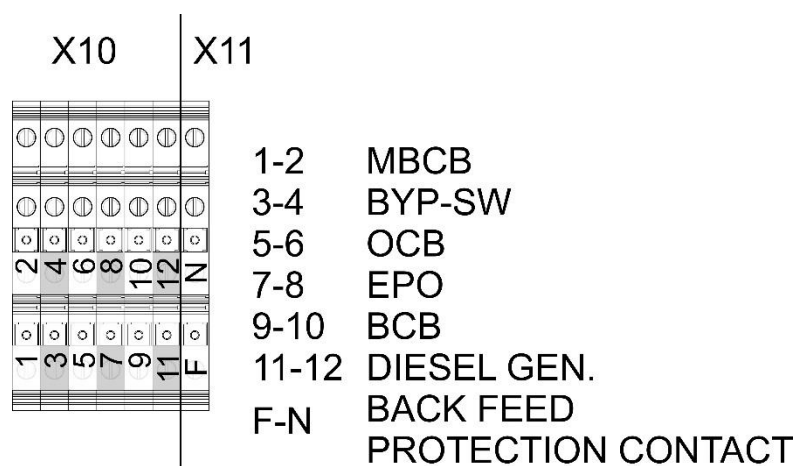 X10 X11
2 4 6 8 10 12 N
1 3 5 7 9 11 F
1-2 MBCB
3-4 BYP-SW
5-6 OCB
7-8 EPO
9-10 BCB
11-12 DIESEL GEN.
F-N BACK FEED
PROTECTION CONTACT